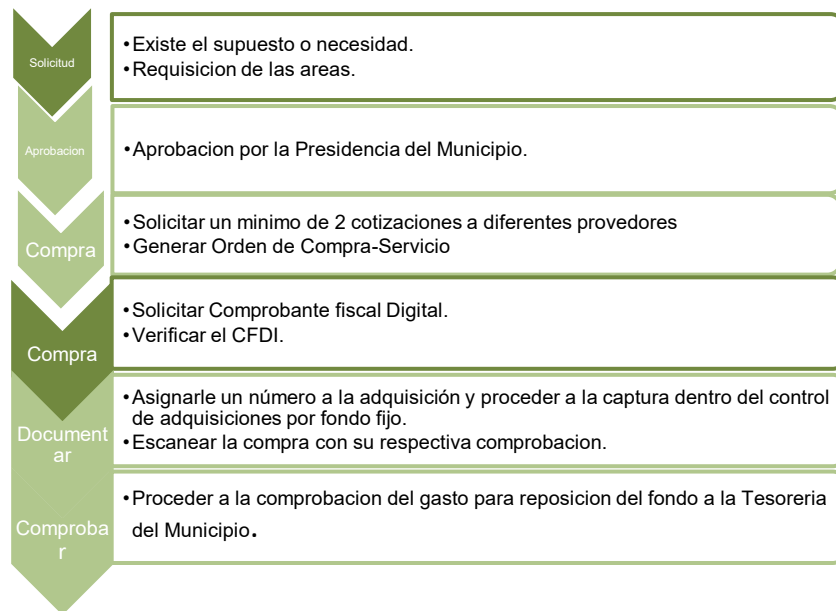 Solicitud
•Existe el supuesto o necesidad.
•Requisicion de las areas.
Aprobacion
•Aprobacion por la Presidencia del Municipio.
Compra
•Solicitar un minimo de 2 cotizaciones a diferentes provedores
•Generar Orden de Compra-Servicio
Compra
•Solicitar Comprobante fiscal Digital.
•Verificar el CFDI.
Document
ar
•Asignarle un número a la adquisición y proceder a la captura dentro del control
de adquisiciones por fondo fijo.
•Escanear la compra con su respectiva comprobacion.
Comproba
r
•Proceder a la comprobacion del gasto para reposicion del fondo a la Tesoreria
del Municipio.